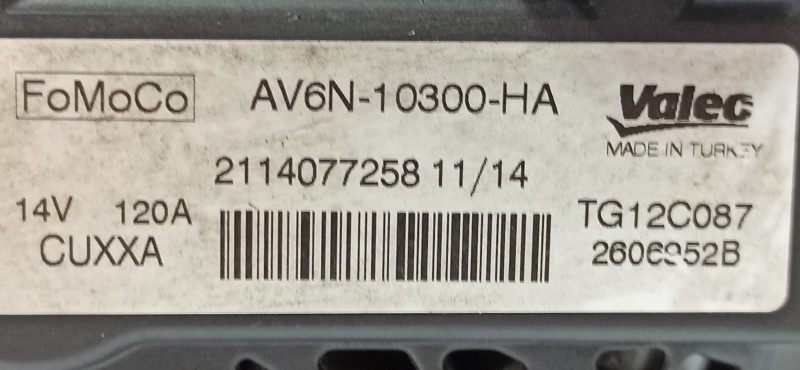 FoMoCo AV6N-10300-HA Valeo
MADE IN TURKEY
2114077258 11/14
14V 120A TG12C087
CUXXA 2606952B